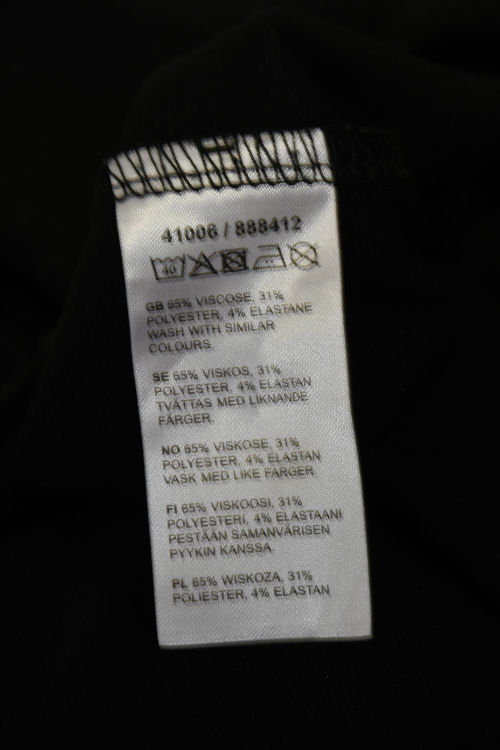 41006 / 888412
40
GB 65% VISCOSE, 31%
POLYESTER, 4% ELASTANE
WASH WITH SIMILAR
COLOURS.
SE 65% VISKOS, 31%
POLYESTER, 4% ELASTAN
TVÄTTAS MED LIKNANDE
FÄRGER.
NO 65% VISKOSE, 31%
POLYESTER, 4% ELASTAN
VASK MED LIKE FARGER.
FI 65% VISKOOSI, 31%
POLYESTERI, 4% ELASTAANI
PESTÄÄN SAMANVÄRISEN
PYYKIN KANSSA.
PL 65% WISKOZA, 31%
POLIESTER, 4% ELASTAN